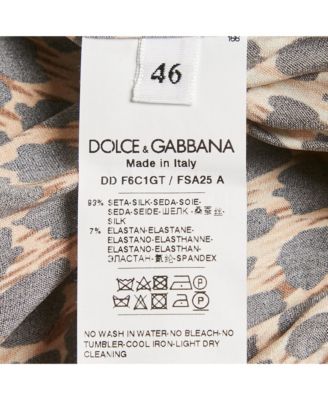 166
46
DOLCE & GABBANA
Made in Italy
DD F6C1GT / FSA25 A
93% SETA-SILK-SEDA-SOIE-
SEDA-SEIDE-ШЕЛК -桑蚕丝-
SILK
7% ELASTAN-ELASTANE-
ELASTANO-ELASTHANNE-
ELASTANO-ELASTHAN-
ЭЛАСТАН-氨纶-SPANDEX
P
NO WASH IN WATER-NO BLEACH-NO
TUMBLER-COOL IRON-LIGHT DRY
CLEANING